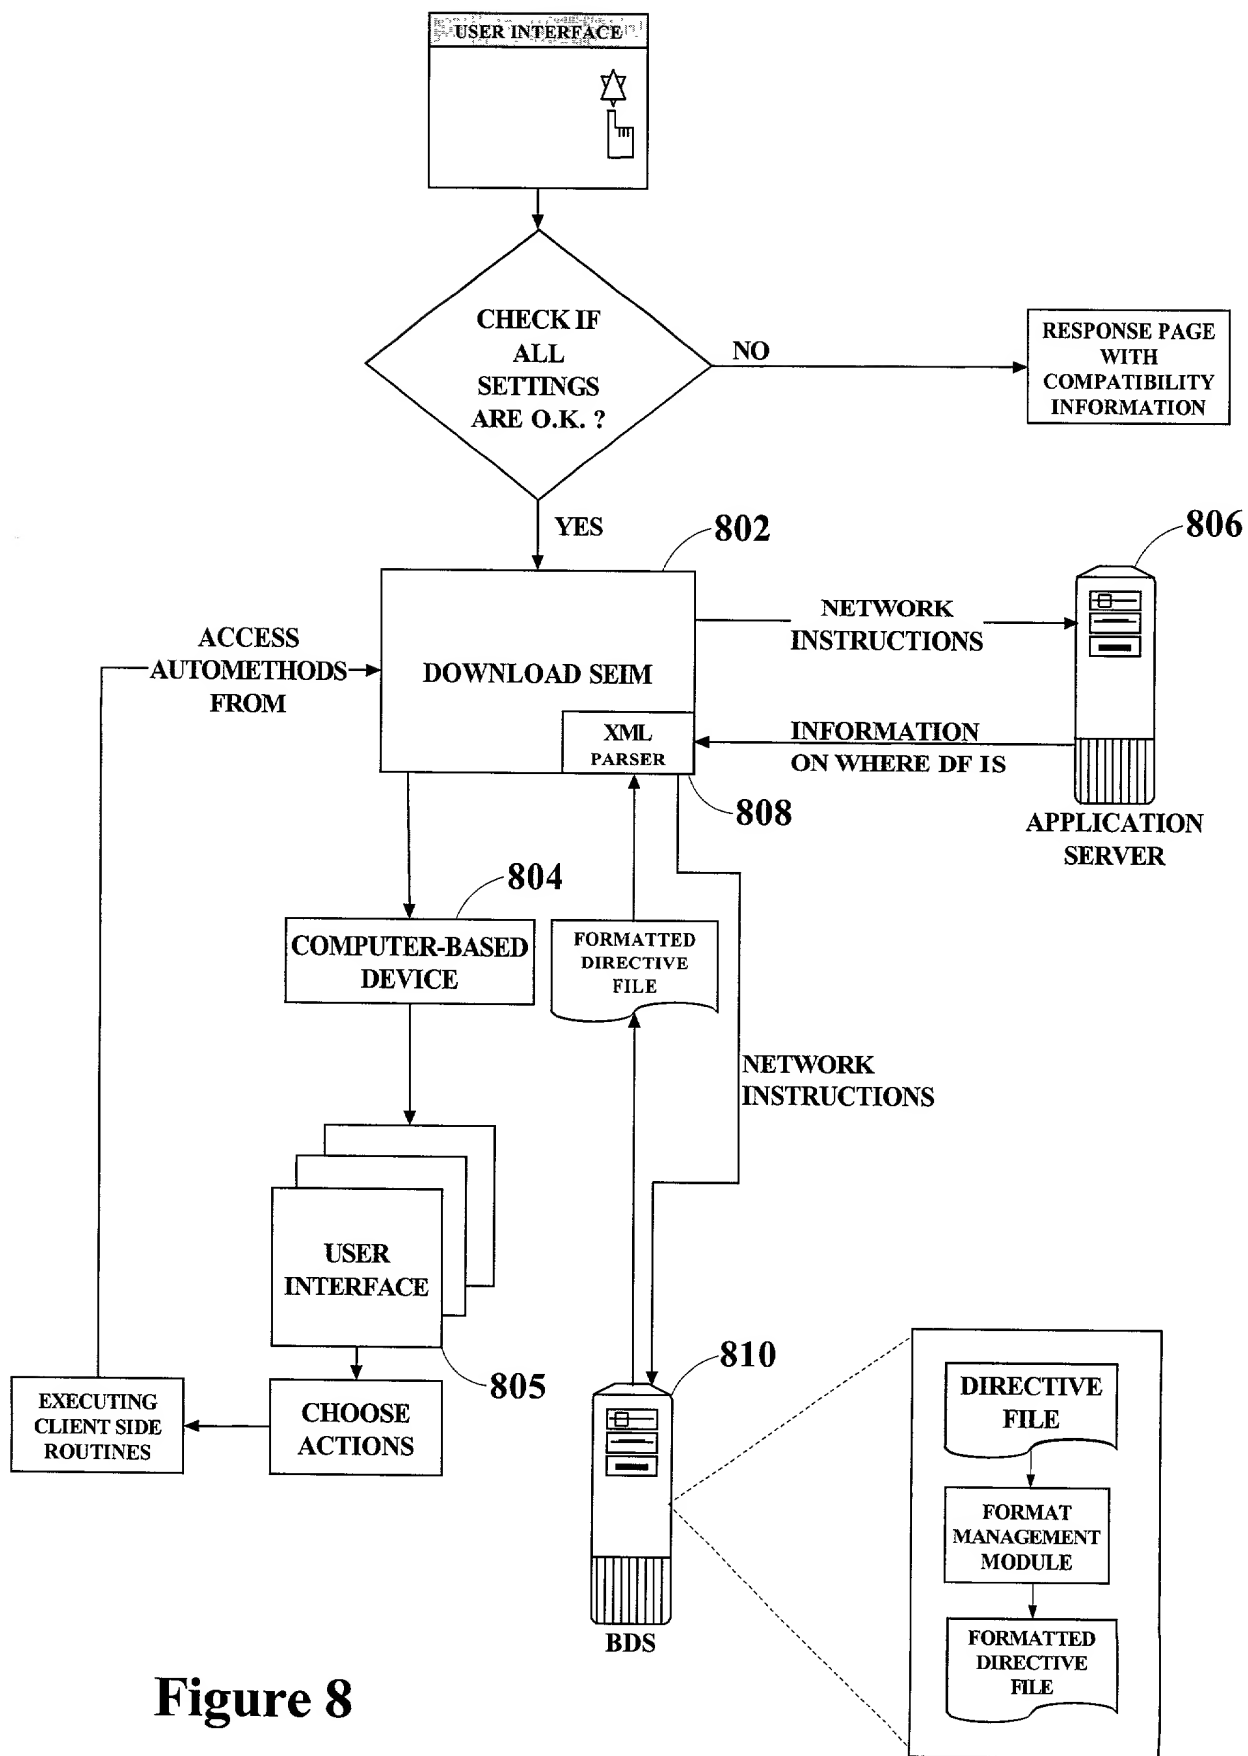 USER INTERFACE
CHECK IF
ALL
SETTINGS
ARE O.K. ?
NO
RESPONSE PAGE
WITH
COMPATIBILITY
INFORMATION
YES
802
806
ACCESS
AUTOMETHODS
FROM
DOWNLOAD SEIM
NETWORK
INSTRUCTIONS
XML
PARSER
INFORMATION
ON WHERE DF IS
808
APPLICATION
SERVER
804
COMPUTER-BASED
DEVICE
FORMATTED
DIRECTIVE
FILE
NETWORK
INSTRUCTIONS
USER
INTERFACE
805
810
EXECUTING
CLIENT SIDE
ROUTINES
CHOOSE
ACTIONS
DIRECTIVE
FILE
FORMAT
MANAGEMENT
MODULE
FORMATTED
DIRECTIVE
FILE
BDS
Figure 8